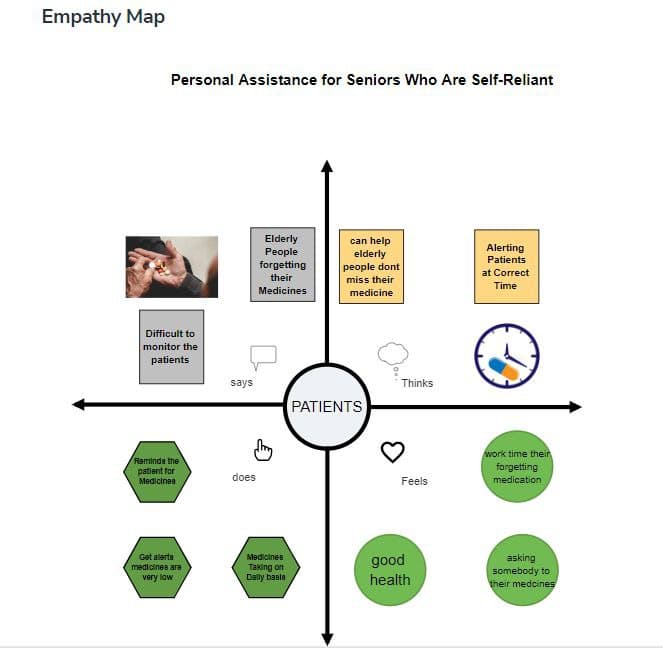 Empathy Map
Personal Assistance for Seniors Who Are Self-Reliant
Elderly
People
forgetting
their
Medicines
Difficult to
monitor the
patients
says
can help
elderly
people dont
miss their
medicine
Alerting
Patients
at Correct
Time
Thinks
PATIENTS
Reminds the
patient for
Medicines
does
Get alerts
medicines are
very low
Medicines
Taking on
Daily basis
Feels
work time their
forgetting
medication
good
health
asking
somebody to
their medcines